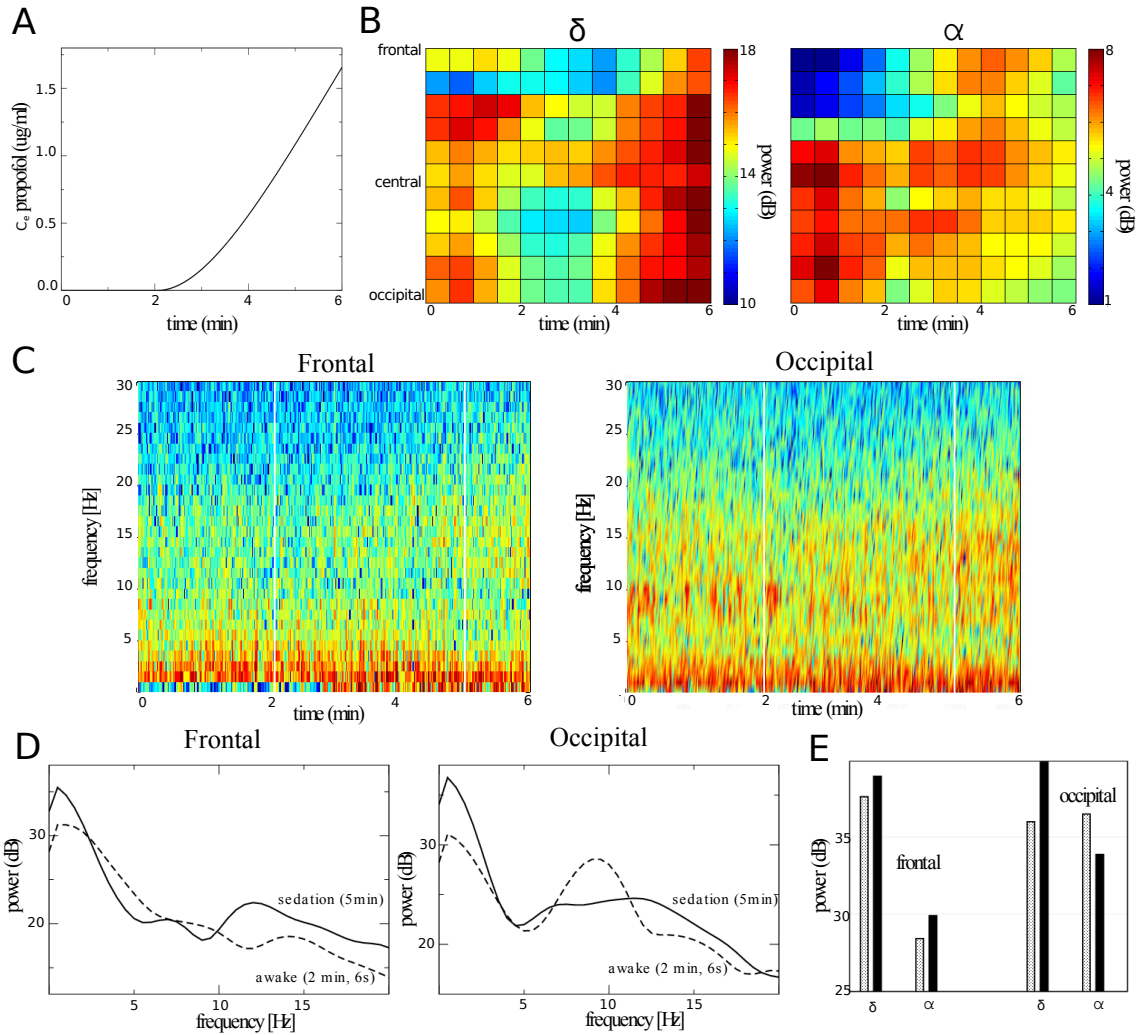 A
1.5
1.0
0.5
0.0
Ce propofol (ug/ml)
0 2 4 6
time (min)
B
δ
frontal
central
occipital
0 2 4 6
time (min)
18
14
10
power (dB)
α
0 2 4 6
time (min)
8
4
1
power (dB)
C
Frontal
30
25
20
15
10
5
frequency [Hz]
0 2 4 6
time (min)
Occipital
30
25
20
15
10
5
frequency [Hz]
0 2 4 6
time (min)
D
Frontal
30
20
power (dB)
sedation (5min)
awake (2 min, 6s)
5 10 15
frequency [Hz]
Occipital
30
20
power (dB)
sedation (5min)
awake (2 min, 6s)
5 10 15
frequency [Hz]
E
35
30
25
power (dB)
frontal
occipital
δ α δ α